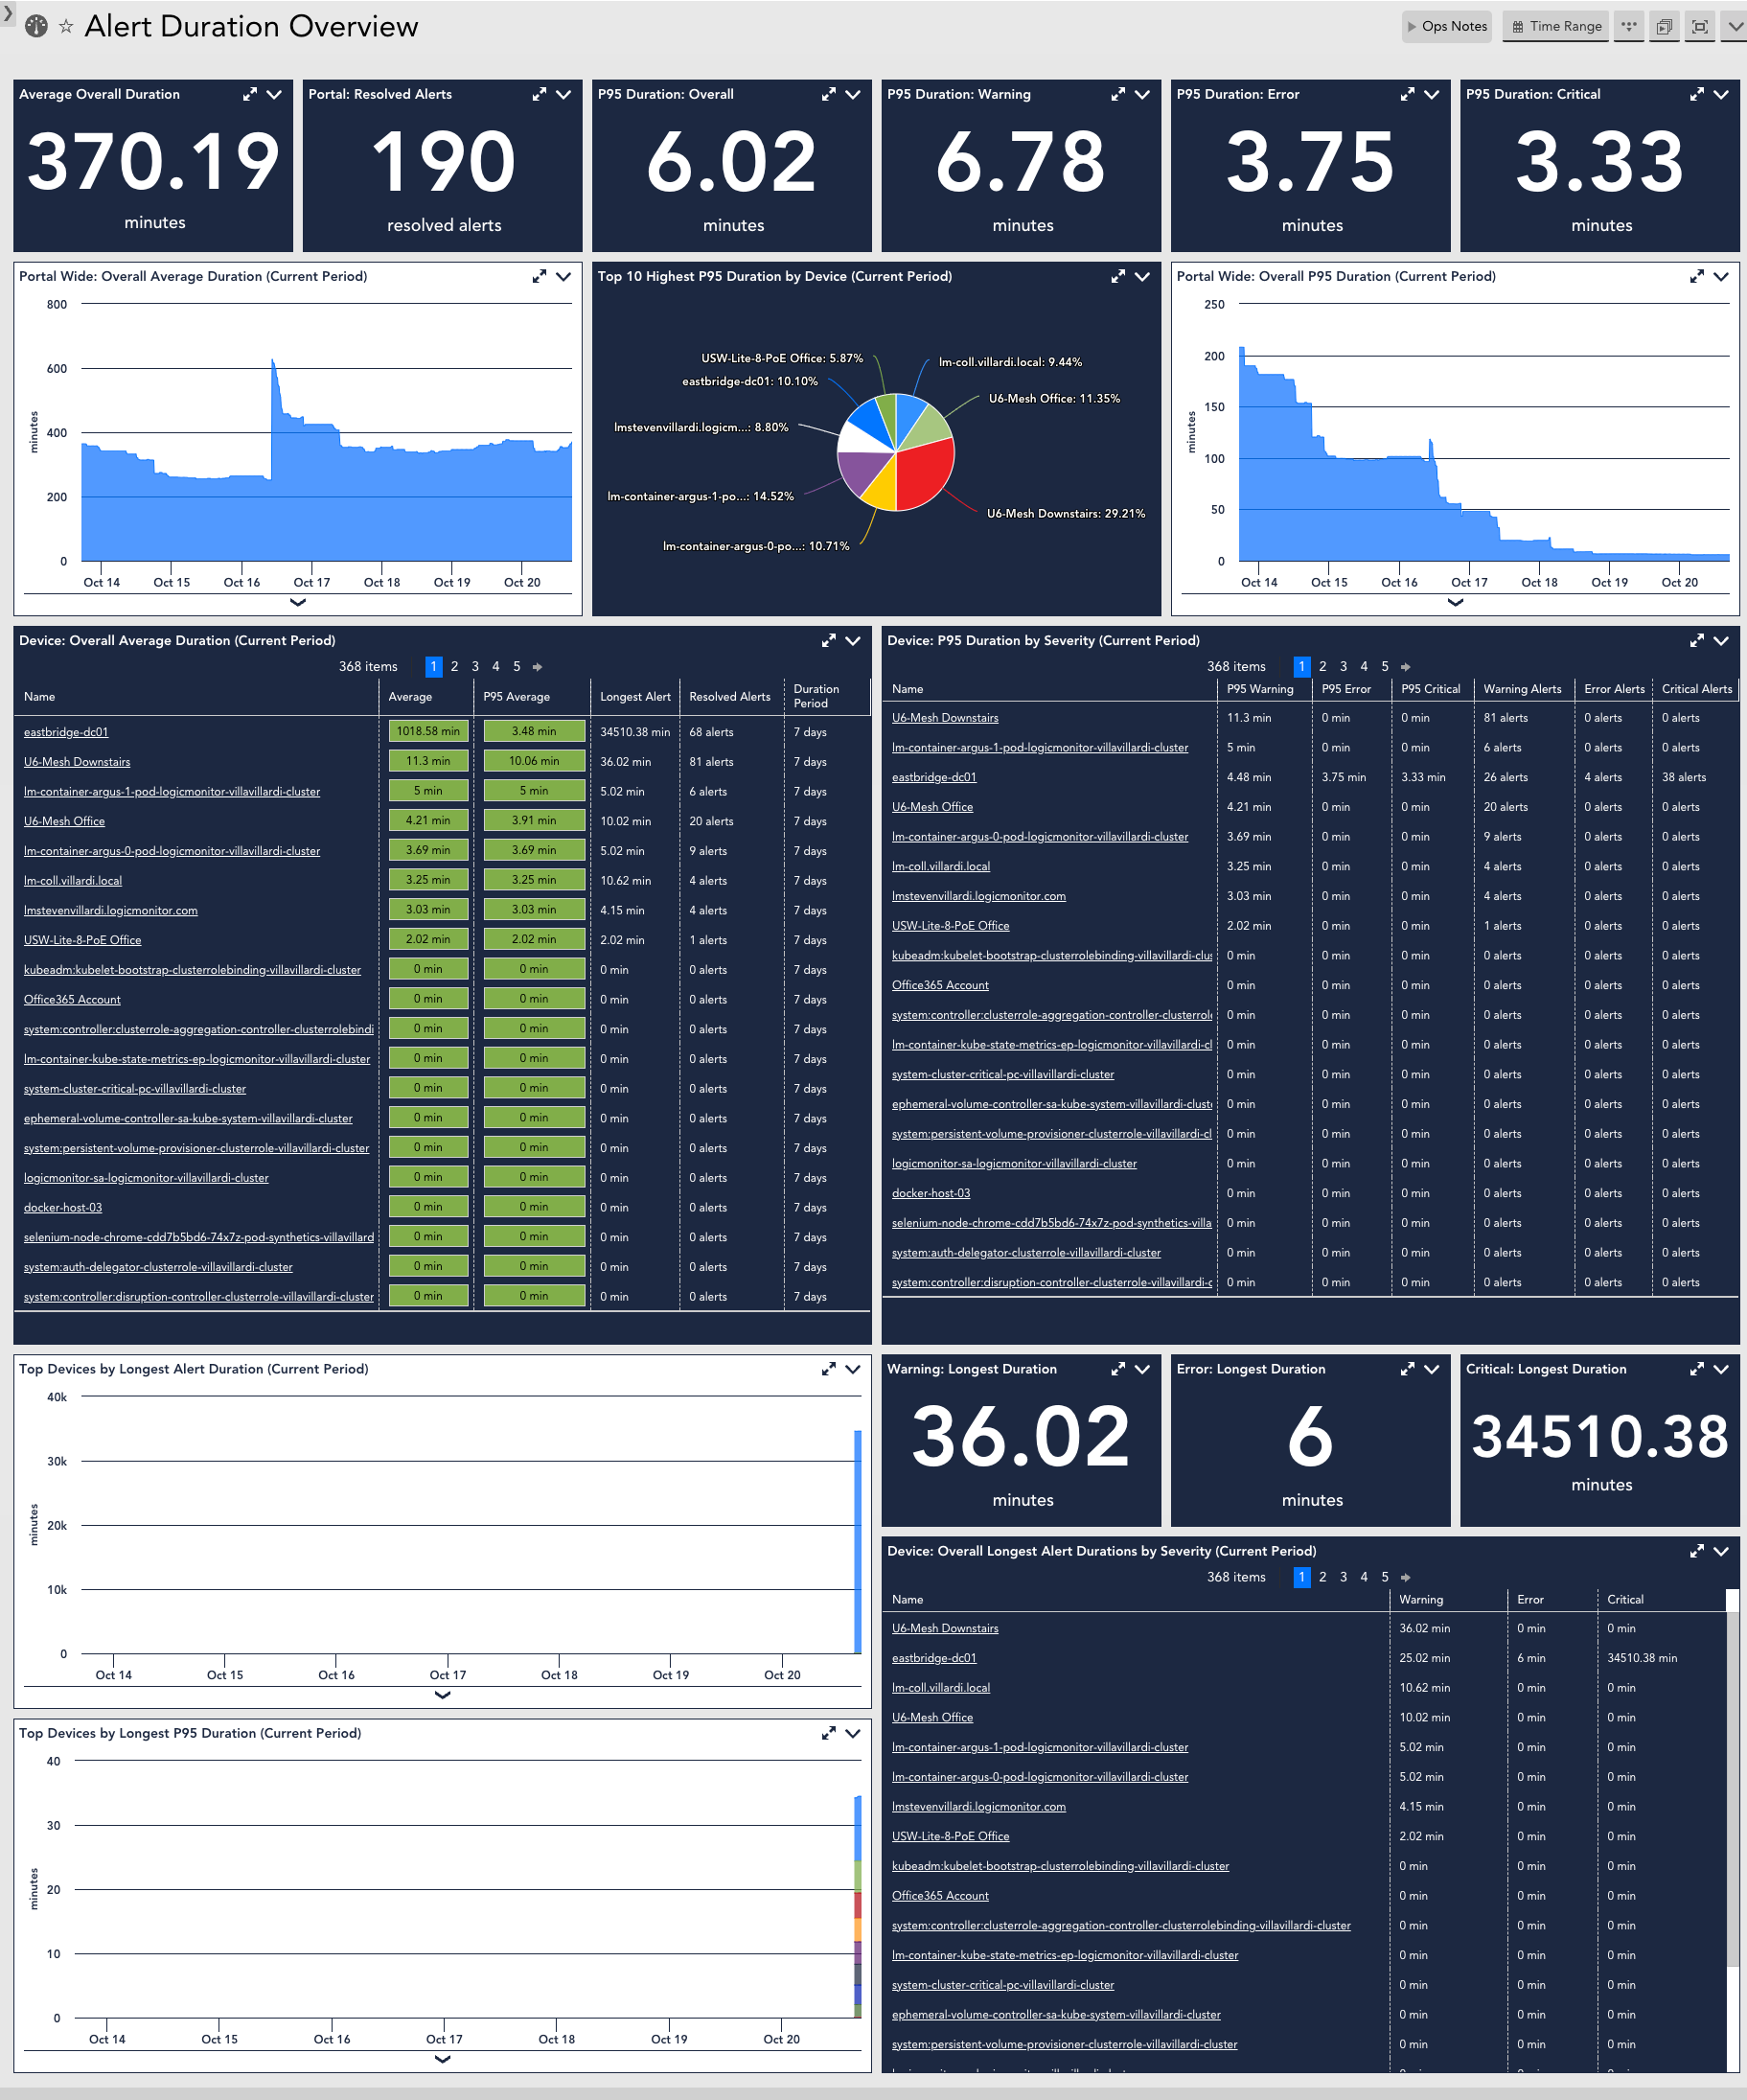 Alert Duration Overview
Ops Notes
Time Range
Average Overall Duration
370.19
minutes
Portal: Resolved Alerts
190
resolved alerts
P95 Duration: Overall
6.02
minutes
P95 Duration: Warning
6.78
minutes
P95 Duration: Error
3.75
minutes
P95 Duration: Critical
3.33
minutes
Portal Wide: Overall Average Duration (Current Period)
800
600
400
200
0
minutes
Oct 14 Oct 15 Oct 16 Oct 17 Oct 18 Oct 19 Oct 20
Top 10 Highest P95 Duration by Device (Current Period)
USW-Lite-8-PoE Office: 5.87%
lm-coll.villardi.local: 9.44%
eastbridge-dc01: 10.10%
U6-Mesh Office: 11.35%
lmstevenvillardi.logicm...: 8.80%
lm-container-argus-1-po...: 14.52%
U6-Mesh Downstairs: 29.21%
lm-container-argus-0-po...: 10.71%
Portal Wide: Overall P95 Duration (Current Period)
250
200
150
100
50
0
minutes
Oct 14 Oct 15 Oct 16 Oct 17 Oct 18 Oct 19 Oct 20
Device: Overall Average Duration (Current Period)
368 items 1 2 3 4 5
Name Average P95 Average Longest Alert Resolved Alerts Duration Period
eastbridge-dc01 1018.58 min 3.48 min 34510.38 min 68 alerts 7 days
U6-Mesh Downstairs 11.3 min 10.06 min 36.02 min 81 alerts 7 days
lm-container-argus-1-pod-logicmonitor-villavillardi-cluster 5 min 5 min 5.02 min 6 alerts 7 days
U6-Mesh Office 4.21 min 3.91 min 10.02 min 20 alerts 7 days
lm-container-argus-0-pod-logicmonitor-villavillardi-cluster 3.69 min 3.69 min 5.02 min 9 alerts 7 days
lm-coll.villardi.local 3.25 min 3.25 min 10.62 min 4 alerts 7 days
lmstevenvillardi.logicmonitor.com 3.03 min 3.03 min 4.15 min 4 alerts 7 days
USW-Lite-8-PoE Office 2.02 min 2.02 min 2.02 min 1 alerts 7 days
kubeadm:kubelet-bootstrap-clusterrolebinding-villavillardi-cluster 0 min 0 min 0 min 0 alerts 7 days
Office365 Account 0 min 0 min 0 min 0 alerts 7 days
system:controller:clusterrole-aggregation-controller-clusterrolebindi 0 min 0 min 0 min 0 alerts 7 days
lm-container-kube-state-metrics-ep-logicmonitor-villavillardi-cluster 0 min 0 min 0 min 0 alerts 7 days
system-cluster-critical-pc-villavillardi-cluster 0 min 0 min 0 min 0 alerts 7 days
ephemeral-volume-controller-sa-kube-system-villavillardi-cluster 0 min 0 min 0 min 0 alerts 7 days
system:persistent-volume-provisioner-clusterrole-villavillardi-cluster 0 min 0 min 0 min 0 alerts 7 days
logicmonitor-sa-logicmonitor-villavillardi-cluster 0 min 0 min 0 min 0 alerts 7 days
docker-host-03 0 min 0 min 0 min 0 alerts 7 days
selenium-node-chrome-cdd7b5bd6-74x7z-pod-synthetics-villavillard 0 min 0 min 0 min 0 alerts 7 days
system:auth-delegator-clusterrole-villavillardi-cluster 0 min 0 min 0 min 0 alerts 7 days
system:controller:disruption-controller-clusterrole-villavillardi-cluster 0 min 0 min 0 min 0 alerts 7 days
Device: P95 Duration by Severity (Current Period)
368 items 1 2 3 4 5
Name P95 Warning P95 Error P95 Critical Warning Alerts Error Alerts Critical Alerts
U6-Mesh Downstairs 11.3 min 0 min 0 min 81 alerts 0 alerts 0 alerts
lm-container-argus-1-pod-logicmonitor-villavillardi-cluster 5 min 0 min 0 min 6 alerts 0 alerts 0 alerts
eastbridge-dc01 4.48 min 3.75 min 3.33 min 26 alerts 4 alerts 38 alerts
U6-Mesh Office 4.21 min 0 min 0 min 20 alerts 0 alerts 0 alerts
lm-container-argus-0-pod-logicmonitor-villavillardi-cluster 3.69 min 0 min 0 min 9 alerts 0 alerts 0 alerts
lm-coll.villardi.local 3.25 min 0 min 0 min 4 alerts 0 alerts 0 alerts
lmstevenvillardi.logicmonitor.com 3.03 min 0 min 0 min 4 alerts 0 alerts 0 alerts
USW-Lite-8-PoE Office 2.02 min 0 min 0 min 1 alerts 0 alerts 0 alerts
kubeadm:kubelet-bootstrap-clusterrolebinding-villavillardi-clus 0 min 0 min 0 min 0 alerts 0 alerts 0 alerts
Office365 Account 0 min 0 min 0 min 0 alerts 0 alerts 0 alerts
system:controller:clusterrole-aggregation-controller-clusterrol 0 min 0 min 0 min 0 alerts 0 alerts 0 alerts
lm-container-kube-state-metrics-ep-logicmonitor-villavillardi-cl 0 min 0 min 0 min 0 alerts 0 alerts 0 alerts
system-cluster-critical-pc-villavillardi-cluster 0 min 0 min 0 min 0 alerts 0 alerts 0 alerts
ephemeral-volume-controller-sa-kube-system-villavillardi-clust 0 min 0 min 0 min 0 alerts 0 alerts 0 alerts
system:persistent-volume-provisioner-clusterrole-villavillardi-cl 0 min 0 min 0 min 0 alerts 0 alerts 0 alerts
logicmonitor-sa-logicmonitor-villavillardi-cluster 0 min 0 min 0 min 0 alerts 0 alerts 0 alerts
docker-host-03 0 min 0 min 0 min 0 alerts 0 alerts 0 alerts
selenium-node-chrome-cdd7b5bd6-74x7z-pod-synthetics-villa 0 min 0 min 0 min 0 alerts 0 alerts 0 alerts
system:auth-delegator-clusterrole-villavillardi-cluster 0 min 0 min 0 min 0 alerts 0 alerts 0 alerts
system:controller:disruption-controller-clusterrole-villavillardi-c 0 min 0 min 0 min 0 alerts 0 alerts 0 alerts
Top Devices by Longest Alert Duration (Current Period)
40k
30k
20k
10k
0
minutes
Oct 14 Oct 15 Oct 16 Oct 17 Oct 18 Oct 19 Oct 20
Warning: Longest Duration
36.02
minutes
Error: Longest Duration
6
minutes
Critical: Longest Duration
34510.38
minutes
Top Devices by Longest P95 Duration (Current Period)
40
30
20
10
0
minutes
Oct 14 Oct 15 Oct 16 Oct 17 Oct 18 Oct 19 Oct 20
Device: Overall Longest Alert Durations by Severity (Current Period)
368 items 1 2 3 4 5
Name Warning Error Critical
U6-Mesh Downstairs 36.02 min 0 min 0 min
eastbridge-dc01 25.02 min 6 min 34510.38 min
lm-coll.villardi.local 10.62 min 0 min 0 min
U6-Mesh Office 10.02 min 0 min 0 min
lm-container-argus-1-pod-logicmonitor-villavillardi-cluster 5.02 min 0 min 0 min
lm-container-argus-0-pod-logicmonitor-villavillardi-cluster 5.02 min 0 min 0 min
lmstevenvillardi.logicmonitor.com 4.15 min 0 min 0 min
USW-Lite-8-PoE Office 2.02 min 0 min 0 min
kubeadm:kubelet-bootstrap-clusterrolebinding-villavillardi-cluster 0 min 0 min 0 min
Office365 Account 0 min 0 min 0 min
system:controller:clusterrole-aggregation-controller-clusterrolebinding-villavillardi-cluster 0 min 0 min 0 min
lm-container-kube-state-metrics-ep-logicmonitor-villavillardi-cluster 0 min 0 min 0 min
system-cluster-critical-pc-villavillardi-cluster 0 min 0 min 0 min
ephemeral-volume-controller-sa-kube-system-villavillardi-cluster 0 min 0 min 0 min
system:persistent-volume-provisioner-clusterrole-villavillardi-cluster 0 min 0 min 0 min